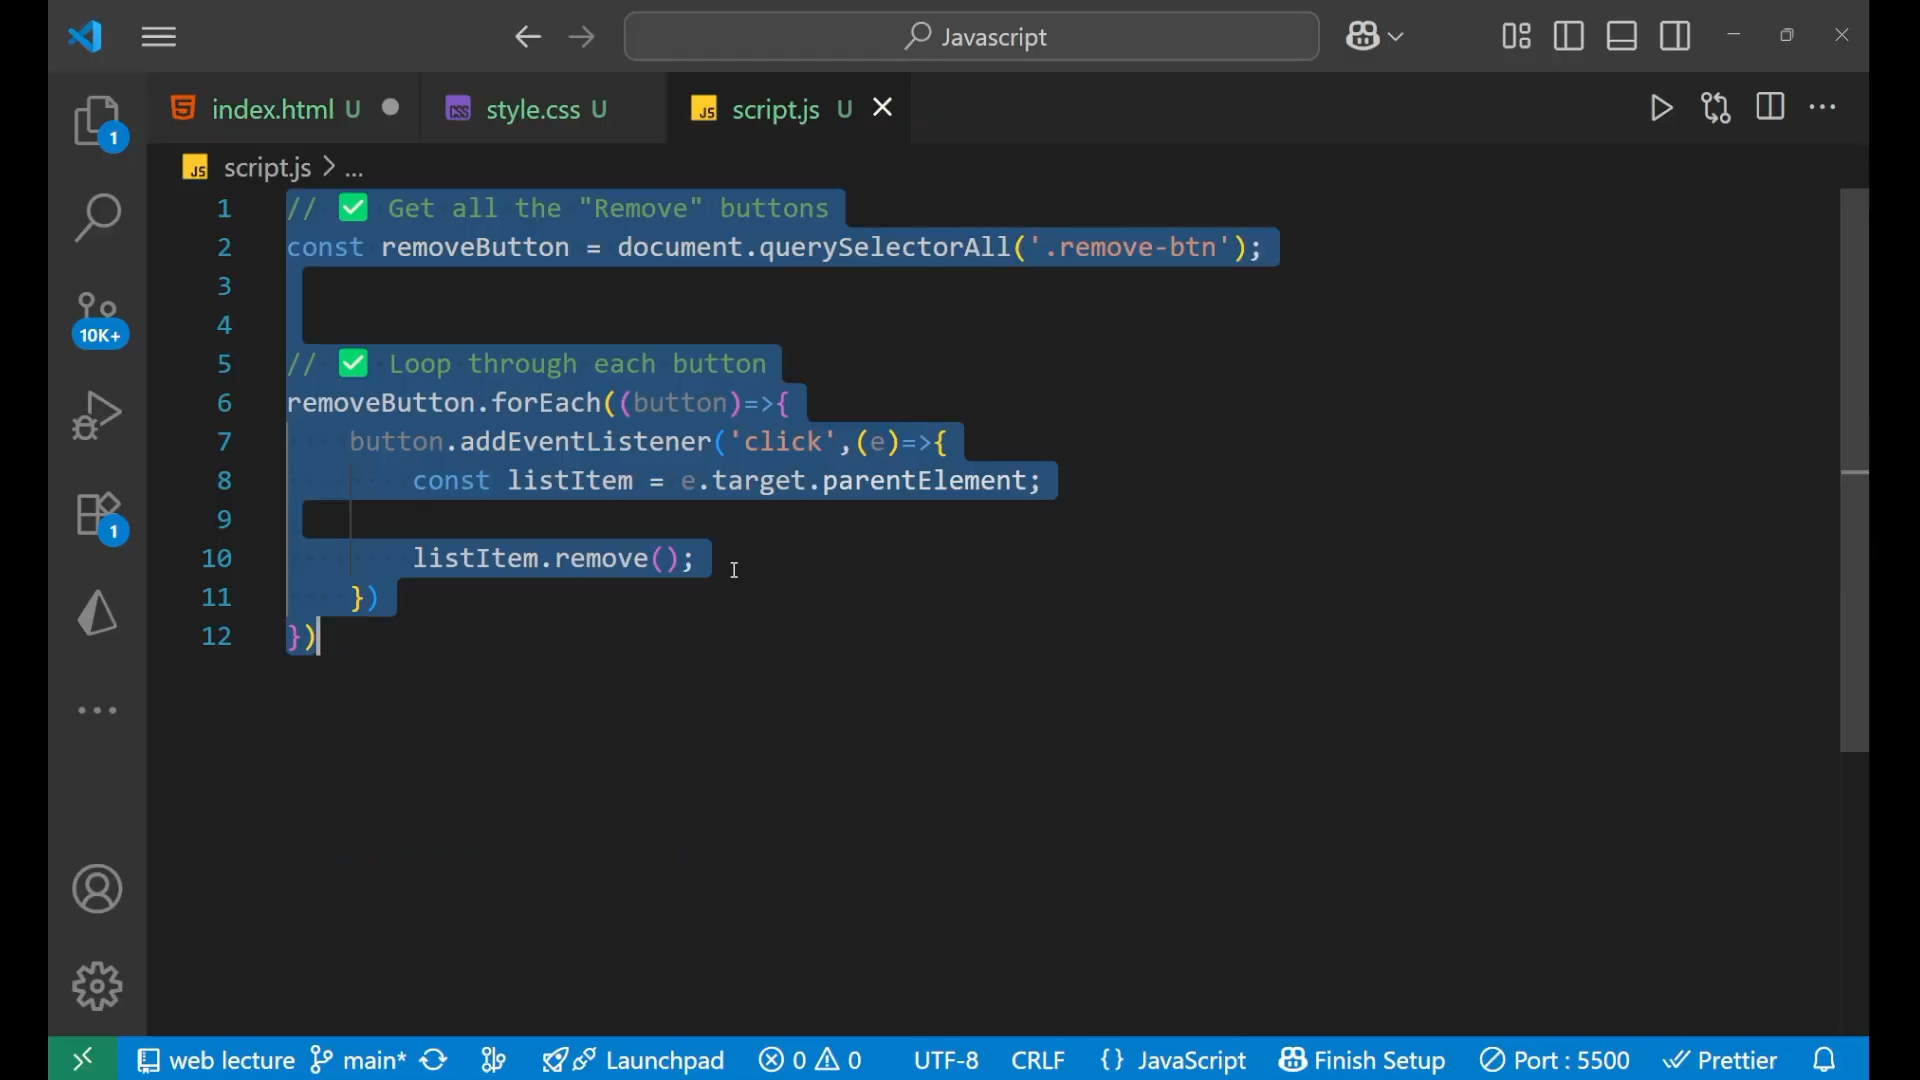 Javascript
index.html U
style.css U
script.js U
script.js > ...
1 // ✅ Get all the "Remove" buttons
2 const removeButton = document.querySelectorAll('.remove-btn');
3
4
5 // ✅ Loop through each button
6 removeButton.forEach((button)=>{
7 button.addEventListener('click',(e)=>{
8 const listItem = e.target.parentElement;
9
10 listItem.remove();
11 })
12 })
1
10K+
1
web lecture main* Launchpad 0 0 UTF-8 CRLF {} JavaScript Finish Setup Port : 5500 Prettier